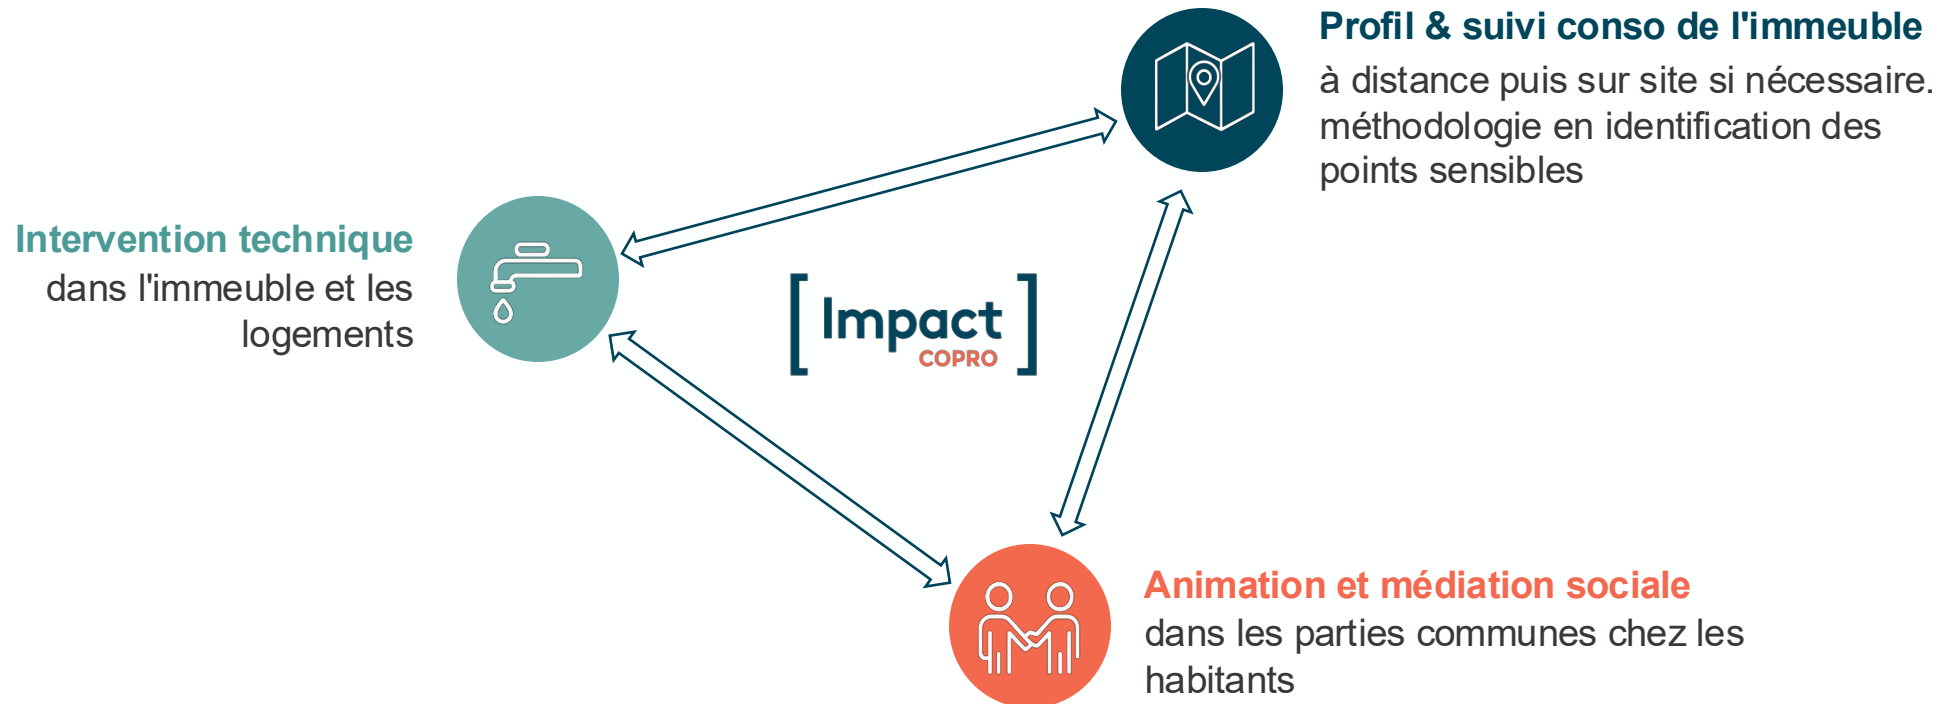 Profil & suivi conso de l'immeuble
à distance puis sur site si nécessaire.
méthodologie en identification des
points sensibles
Intervention technique
dans l'immeuble et les
logements
[Impact]
COPRO
Animation et médiation sociale
dans les parties communes chez les
habitants